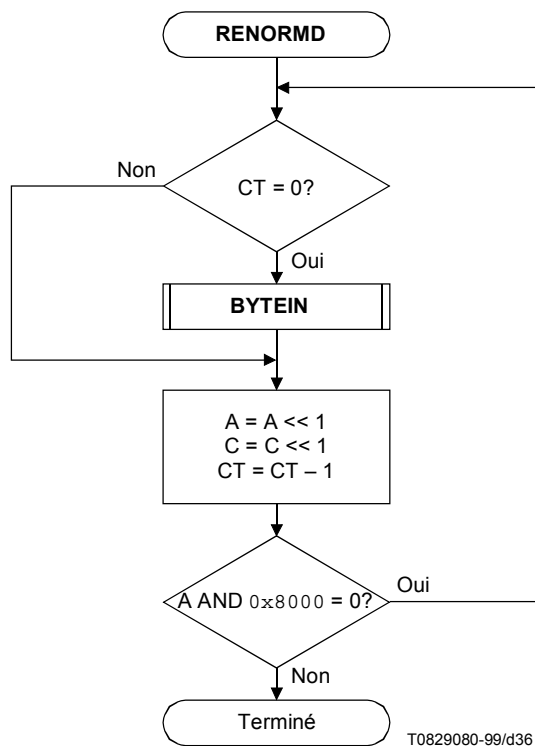 RENORMD
Non
CT = 0?
Oui
BYTEIN
A = A << 1
C = C << 1
CT = CT – 1
A AND 0x8000 = 0?
Oui
Non
Terminé
T0829080-99/d36